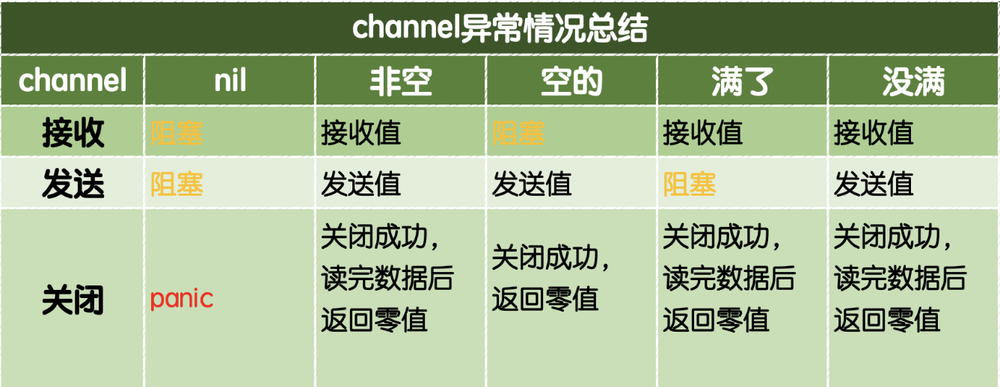 channel异常情况总结
channel nil 非空 空的 满了 没满
接收 阻塞 接收值 阻塞 接收值 接收值
发送 阻塞 发送值 发送值 阻塞 发送值
关闭 panic 关闭成功，读完数据后返回零值 关闭成功，返回零值 关闭成功，读完数据后返回零值 关闭成功，读完数据后返回零值